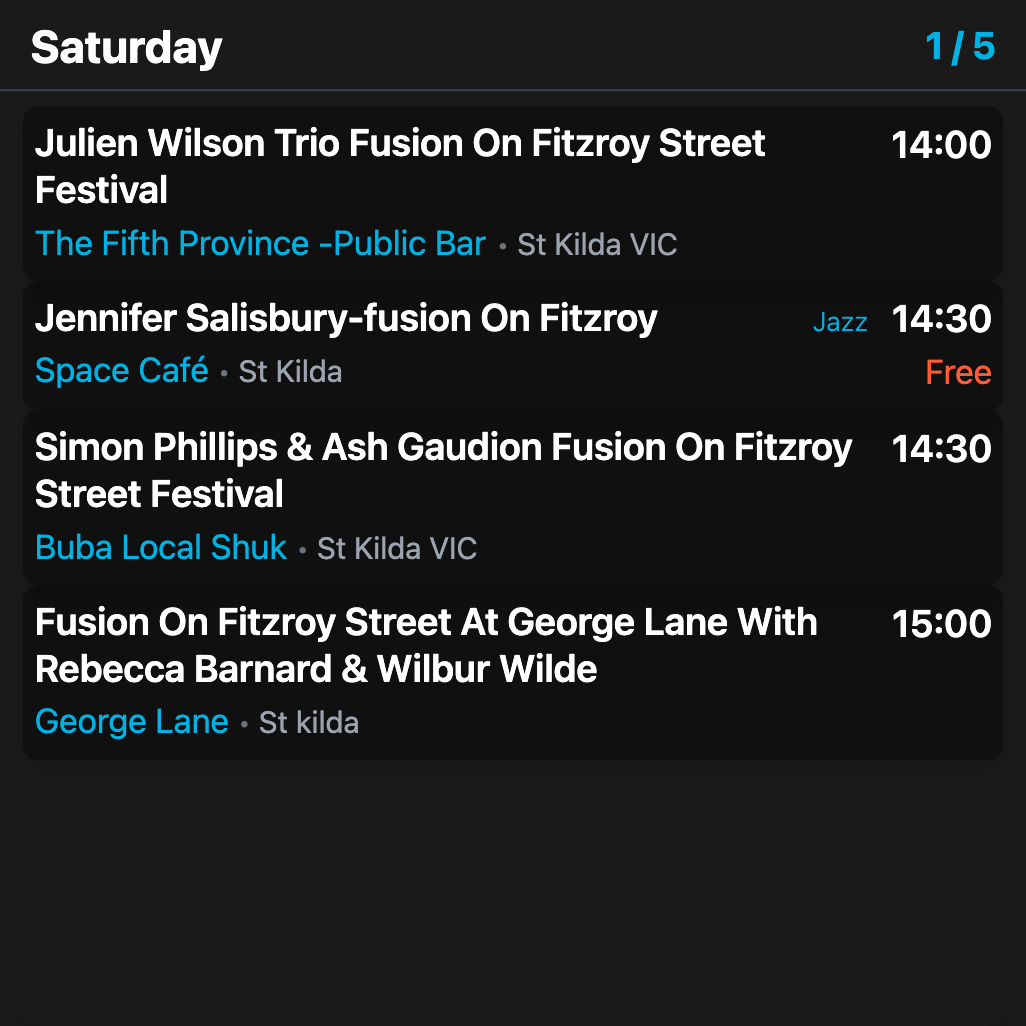 Saturday 1 / 5
Julien Wilson Trio Fusion On Fitzroy Street 14:00
Festival
The Fifth Province -Public Bar • St Kilda VIC
Jennifer Salisbury-fusion On Fitzroy Jazz 14:30
Space Café • St Kilda Free
Simon Phillips & Ash Gaudion Fusion On Fitzroy 14:30
Street Festival
Buba Local Shuk • St Kilda VIC
Fusion On Fitzroy Street At George Lane With 15:00
Rebecca Barnard & Wilbur Wilde
George Lane • St kilda